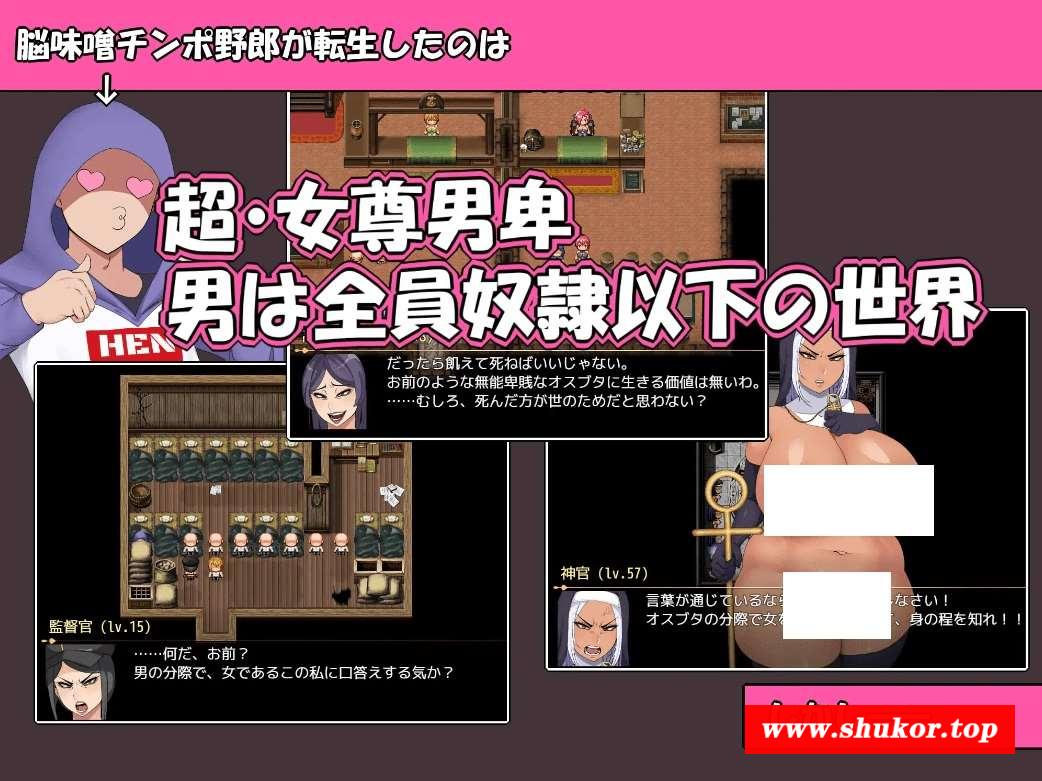 脳味噌チンポ野郎が転生したのは
↓
超・女尊男卑
男は全員奴隷以下の世界
HEN
だったら飢えて死ねばいいじゃない。
お前のような無能卑賎なオスブタに生きる価値は無いわ。
……むしろ、死んだ方が世のためだと思わない？
神官 (lv.57)
言葉が通じているなら
しなさい！
オスブタの分際で女を
、身の程を知れ！！
監督官 (lv.15)
……何だ、お前？
男の分際で、女であるこの私に口答えする気か？
www.shukor.top